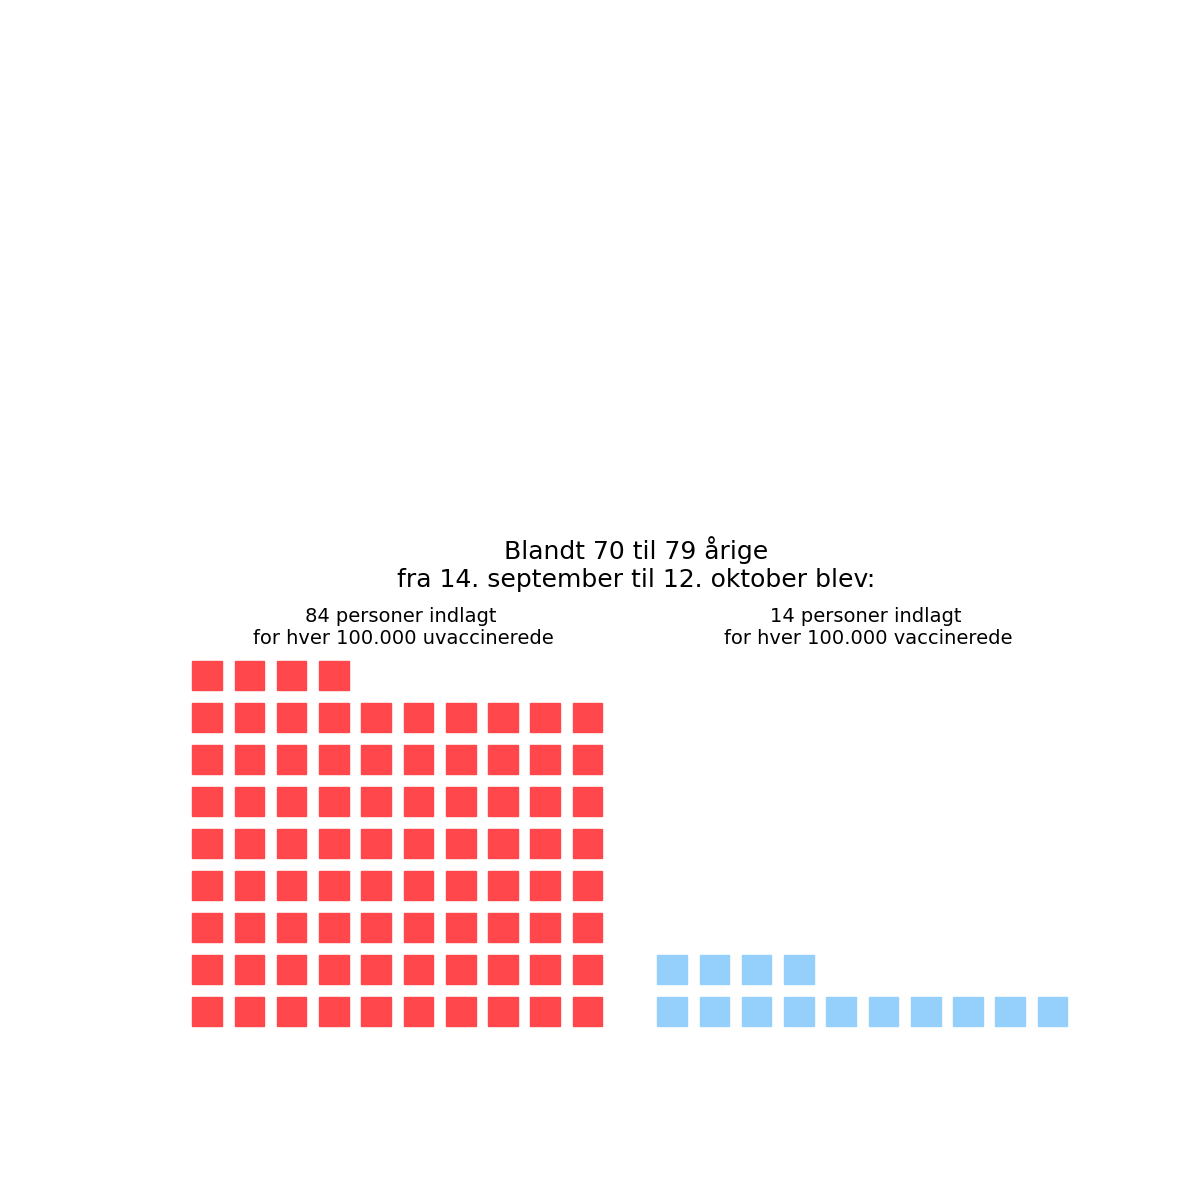 Blandt 70 til 79 årige
fra 14. september til 12. oktober blev:
84 personer indlagt
for hver 100.000 uvaccinerede
14 personer indlagt
for hver 100.000 vaccinerede